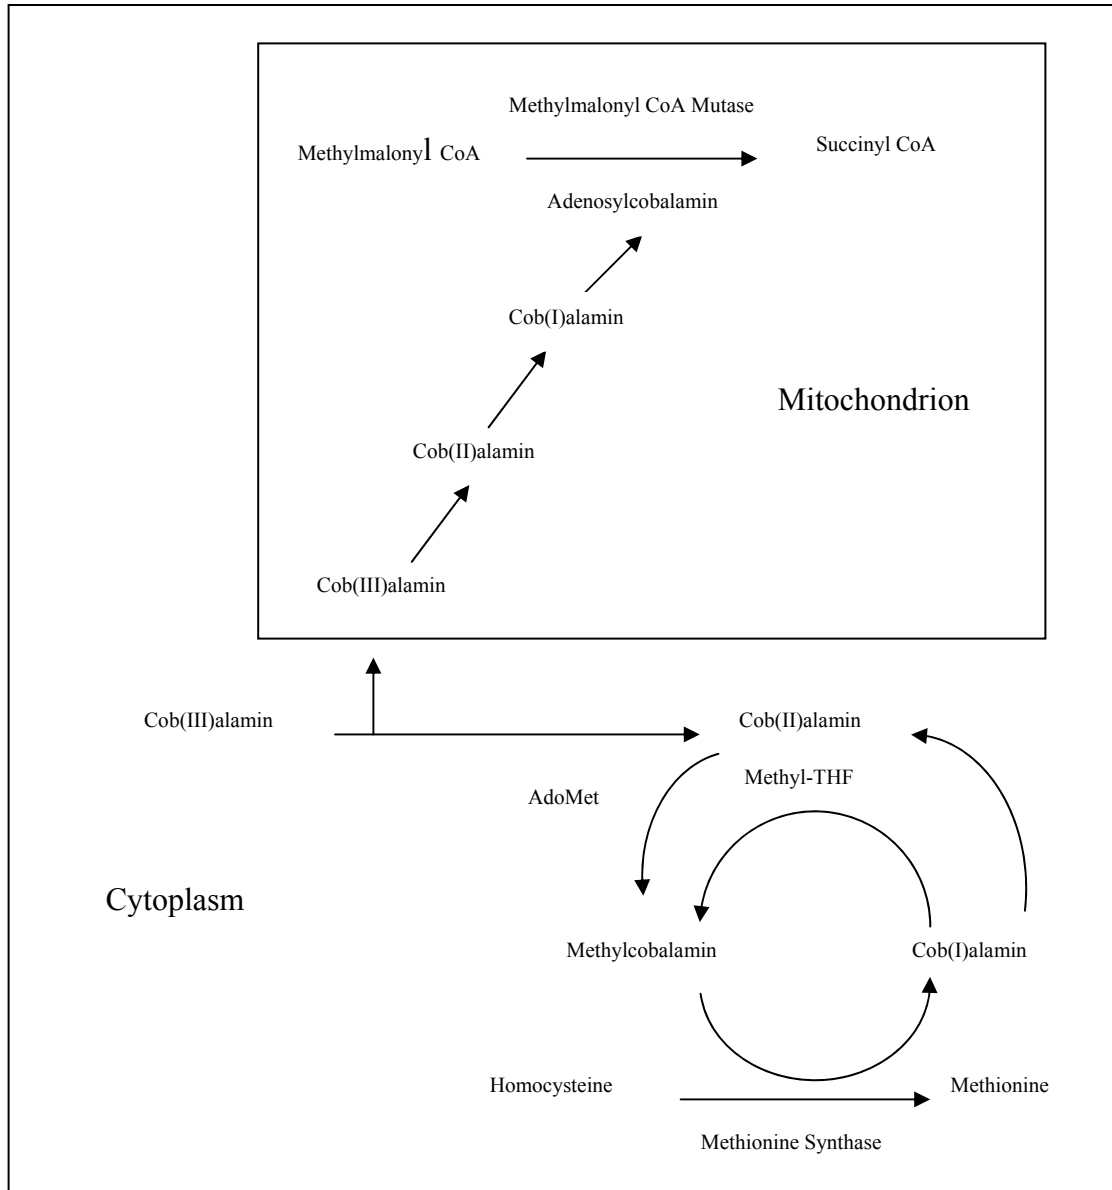 Methylmalonyl CoA Mutase
Methylmalonyl CoA
Succinyl CoA
Adenosylcobalamin
Cob(I)alamin
Mitochondrion
Cob(II)alamin
Cob(III)alamin
Cob(III)alamin
Cob(II)alamin
Methyl-THF
AdoMet
Cytoplasm
Methylcobalamin
Cob(I)alamin
Homocysteine
Methionine
Methionine Synthase